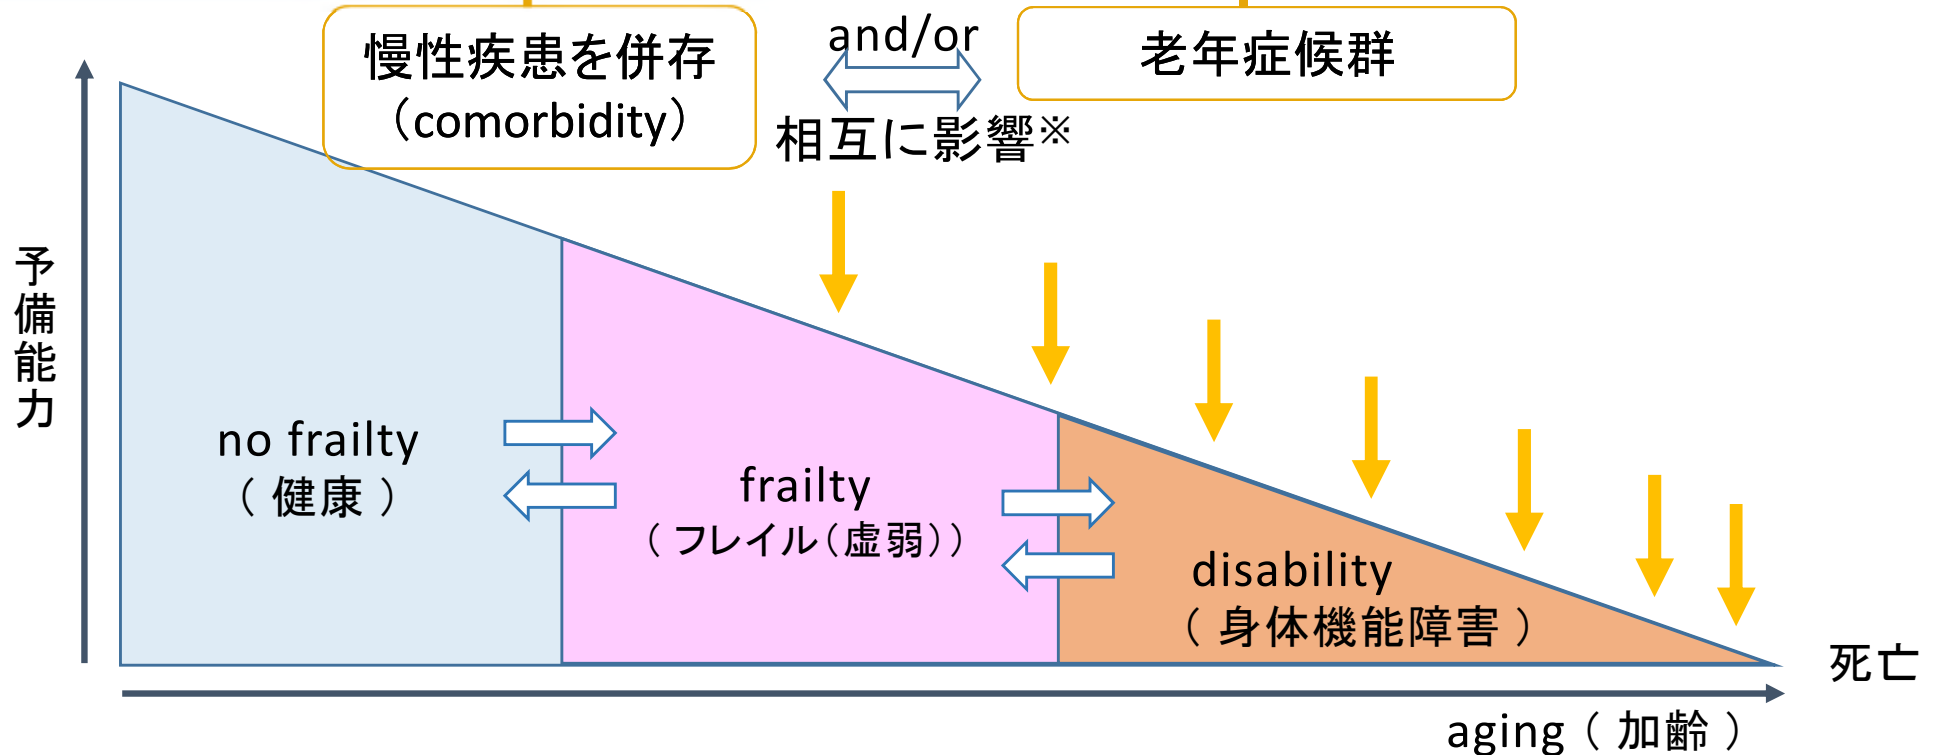 慢性疾患を併存
（comorbidity）
and/or
相互に影響※
老年症候群
予備能力
no frailty
（ 健康 ）
frailty
（ フレイル（虚弱））
disability
（ 身体機能障害 ）
死亡
aging（ 加齢 ）